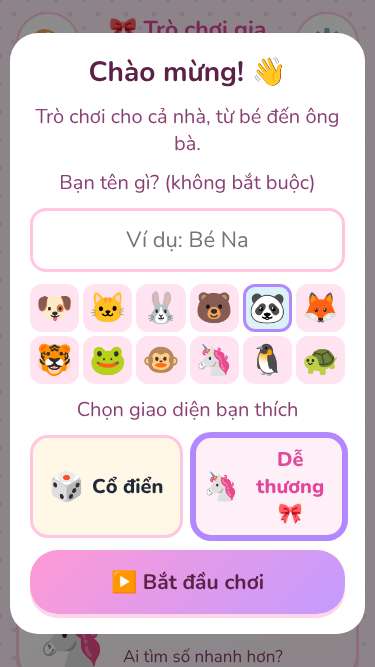 Trò chơi gia
Chào mừng! 👋
Trò chơi cho cả nhà, từ bé đến ông
bà.
Bạn tên gì? (không bắt buộc)
Ví dụ: Bé Na
Chọn giao diện bạn thích
Cổ điển
Dễ
thương
Bắt đầu chơi
Ai tìm số nhanh hơn?